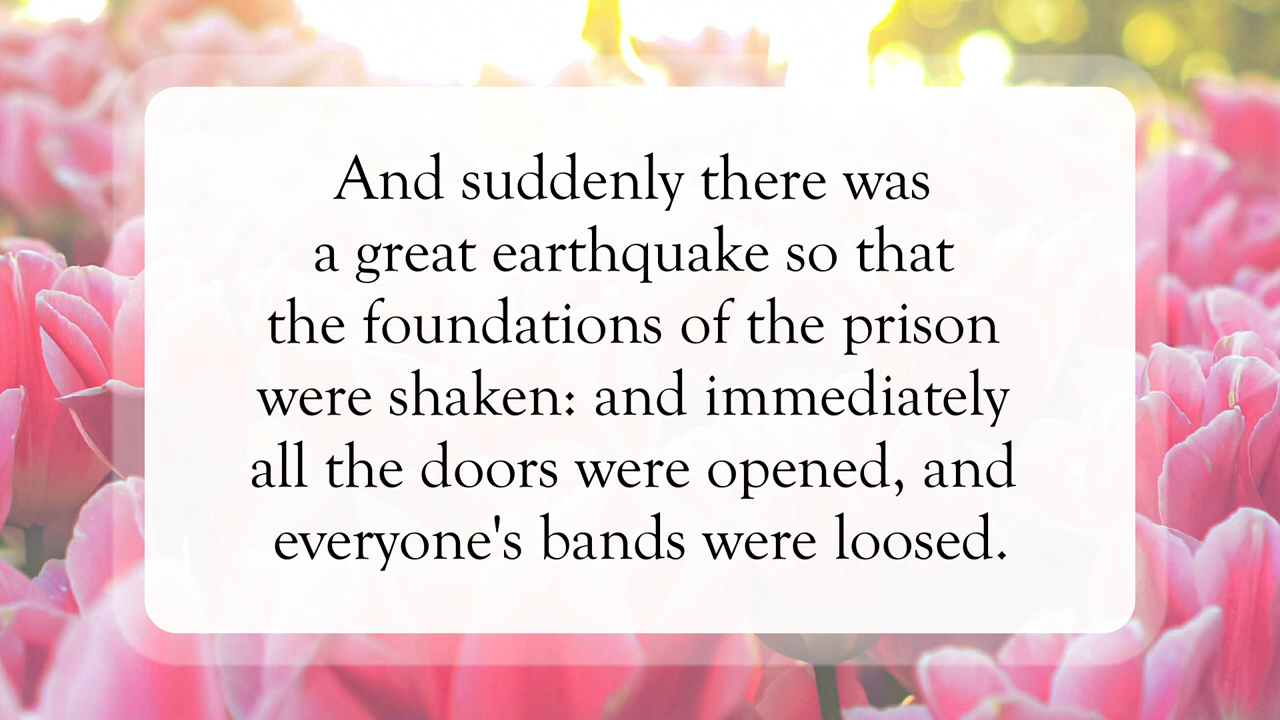 And suddenly there was
a great earthquake so that
the foundations of the prison
were shaken: and immediately
all the doors were opened, and
everyone's bands were loosed.